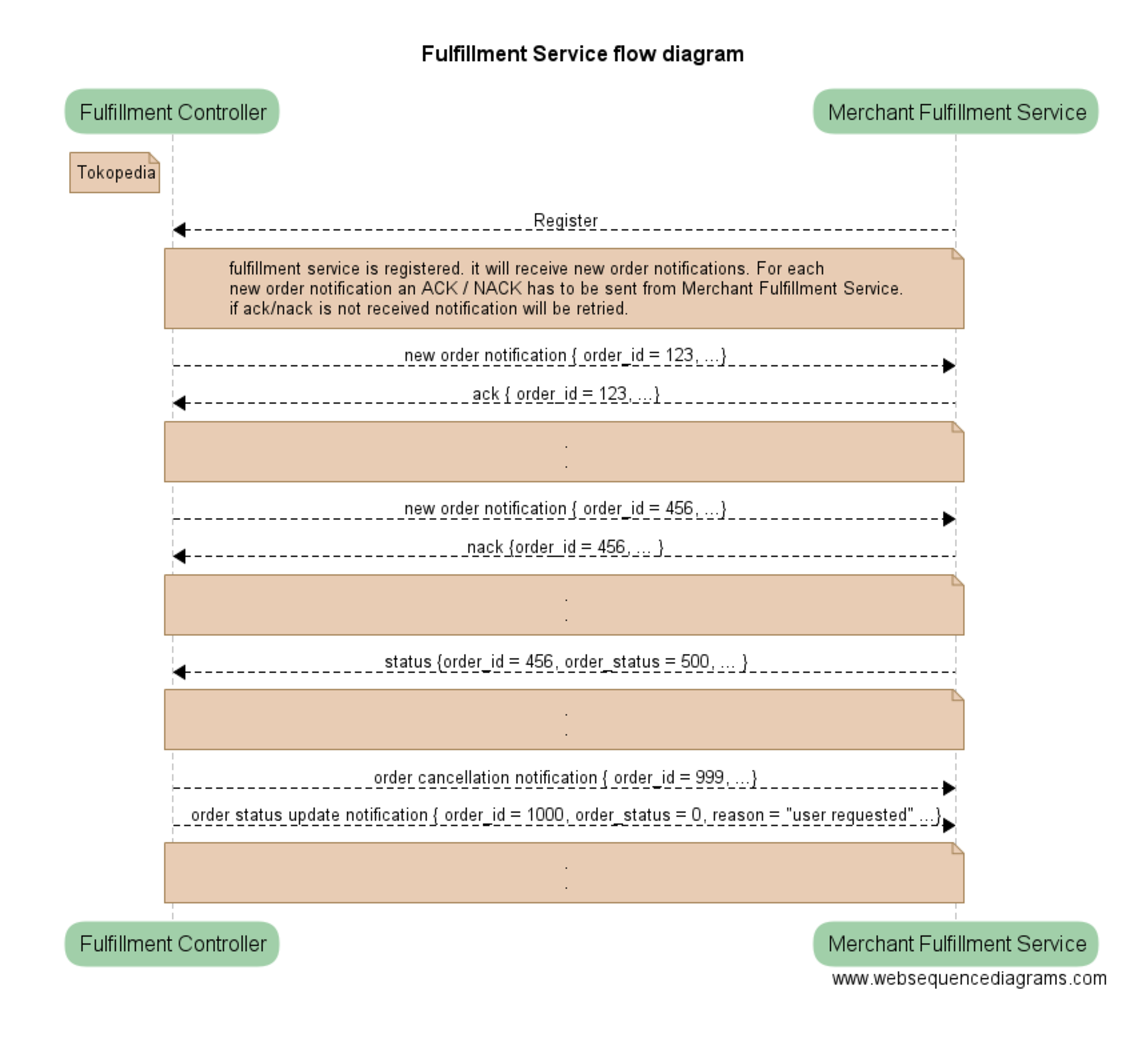 Fulfillment Service flow diagram
Fulfillment Controller
Merchant Fulfillment Service
Tokopedia
Register
fulfillment service is registered. it will receive new order notifications. For each
new order notification an ACK / NACK has to be sent from Merchant Fulfillment Service.
if ack/nack is not received notification will be retried.
new order notification { order_id = 123, ...}
ack { order_id = 123, ...}
.
.
new order notification { order_id = 456, ...}
nack {order_id = 456, ... }
.
.
status {order_id = 456, order_status = 500, ... }
.
.
order cancellation notification { order_id = 999, ...}
order status update notification { order_id = 1000, order_status = 0, reason = "user requested" ...}
.
.
Fulfillment Controller
Merchant Fulfillment Service
www.websequencediagrams.com